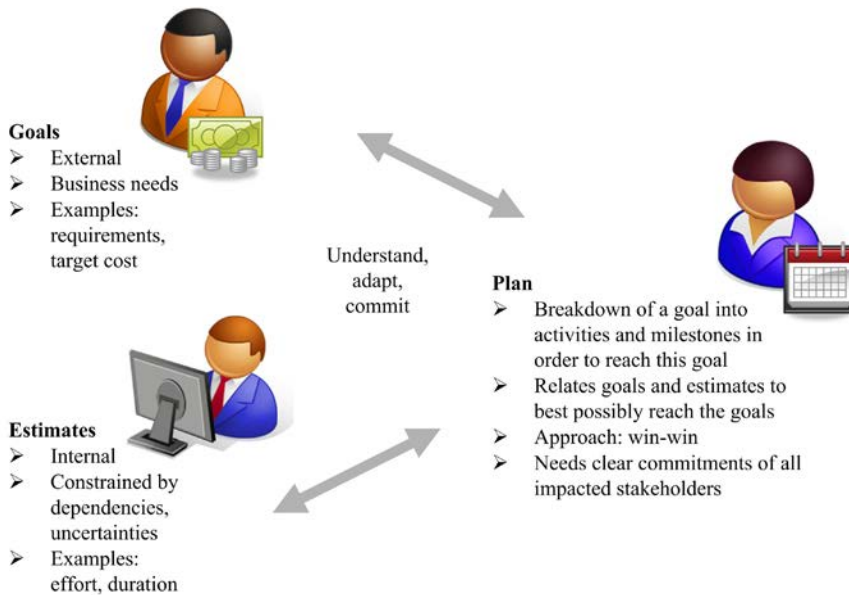 Goals
➢ External
➢ Business needs
➢ Examples:
requirements,
target cost
Understand,
adapt,
commit
Estimates
➢ Internal
➢ Constrained by
dependencies,
uncertainties
➢ Examples:
effort, duration
Plan
➢ Breakdown of a goal into
activities and milestones in
order to reach this goal
➢ Relates goals and estimates to
best possibly reach the goals
➢ Approach: win-win
➢ Needs clear commitments of all
impacted stakeholders